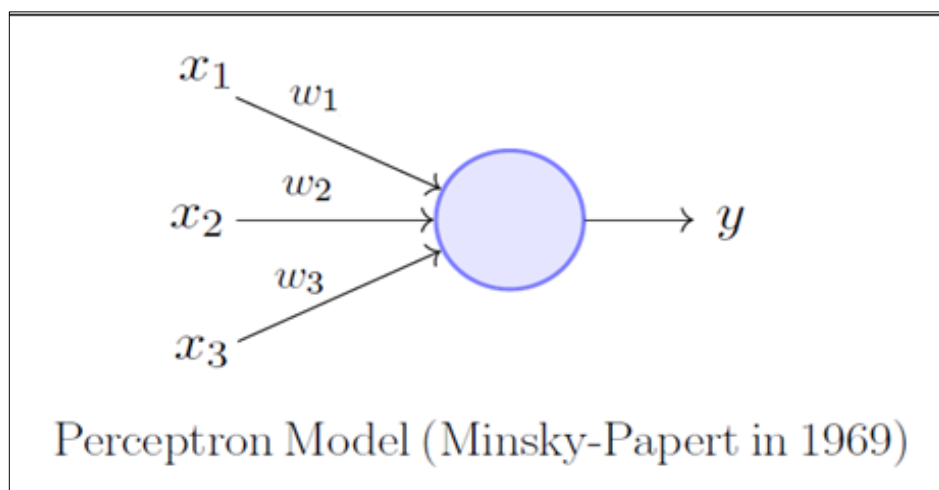 x1
w1
w2
x2
y
w3
x3
Perceptron Model (Minsky-Papert in 1969)